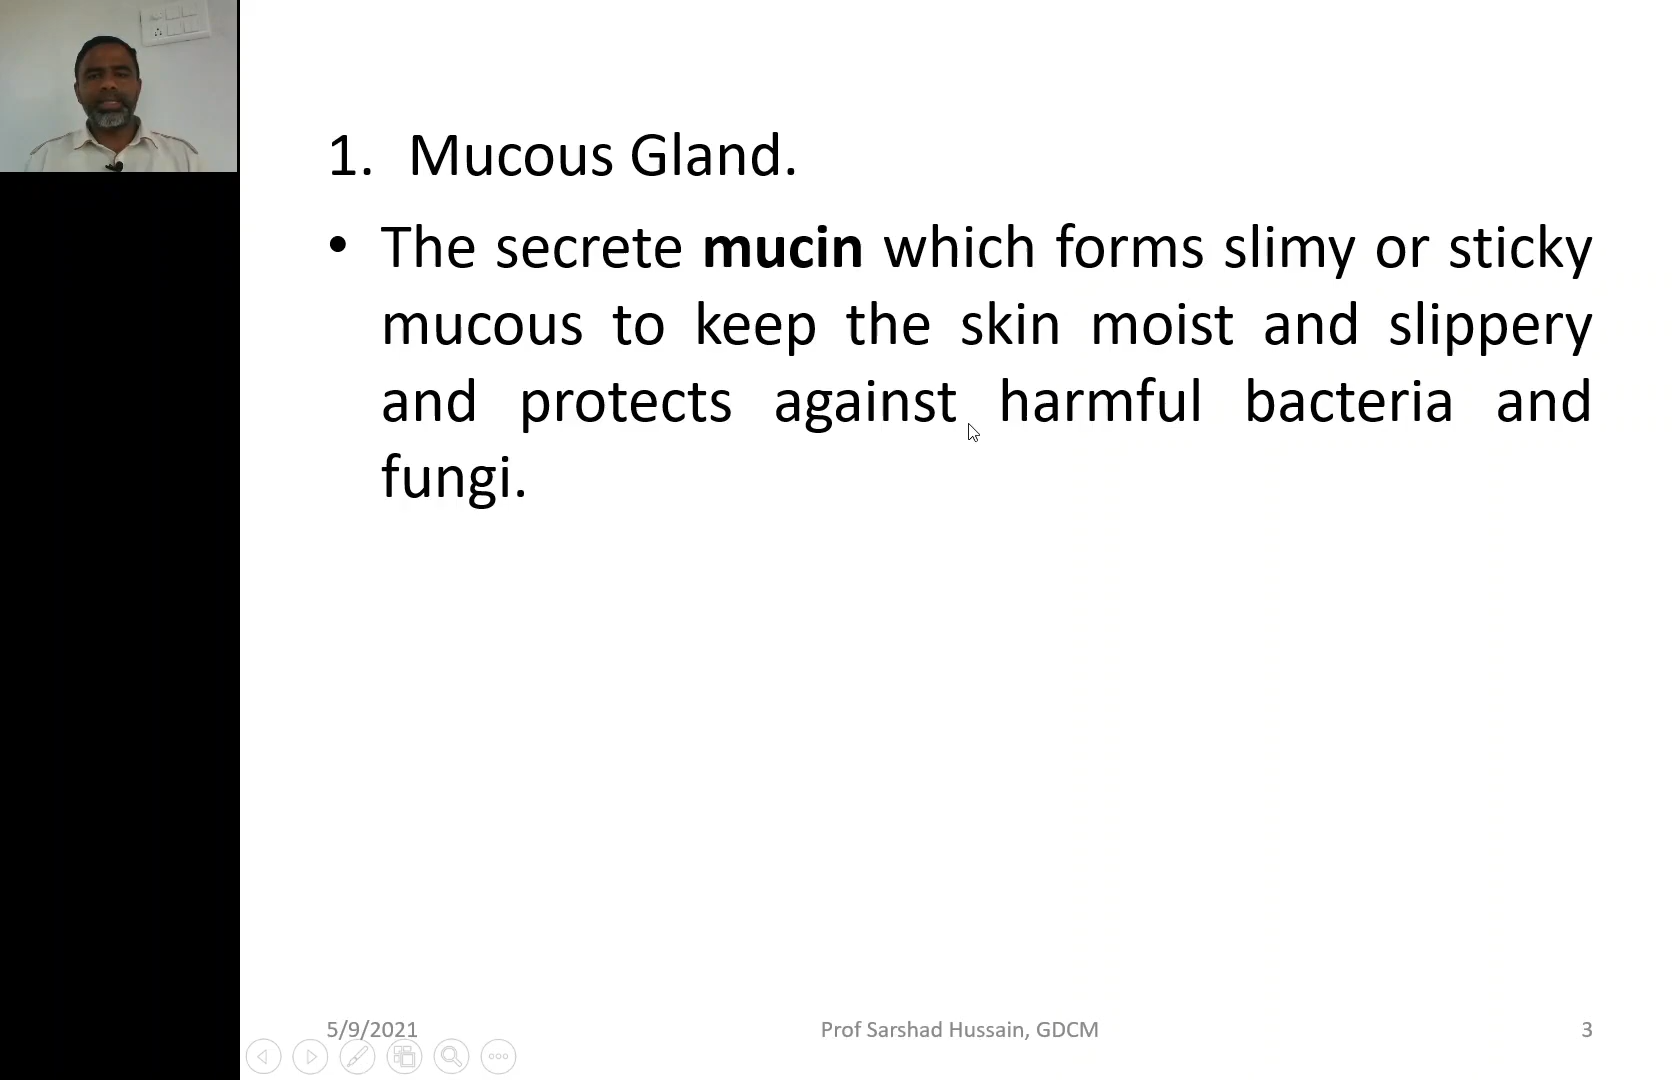 1. Mucous Gland.
• The secrete mucin which forms slimy or sticky
mucous to keep the skin moist and slippery
and protects against harmful bacteria and
fungi.
5/9/2021
Prof Sarshad Hussain, GDCM
3